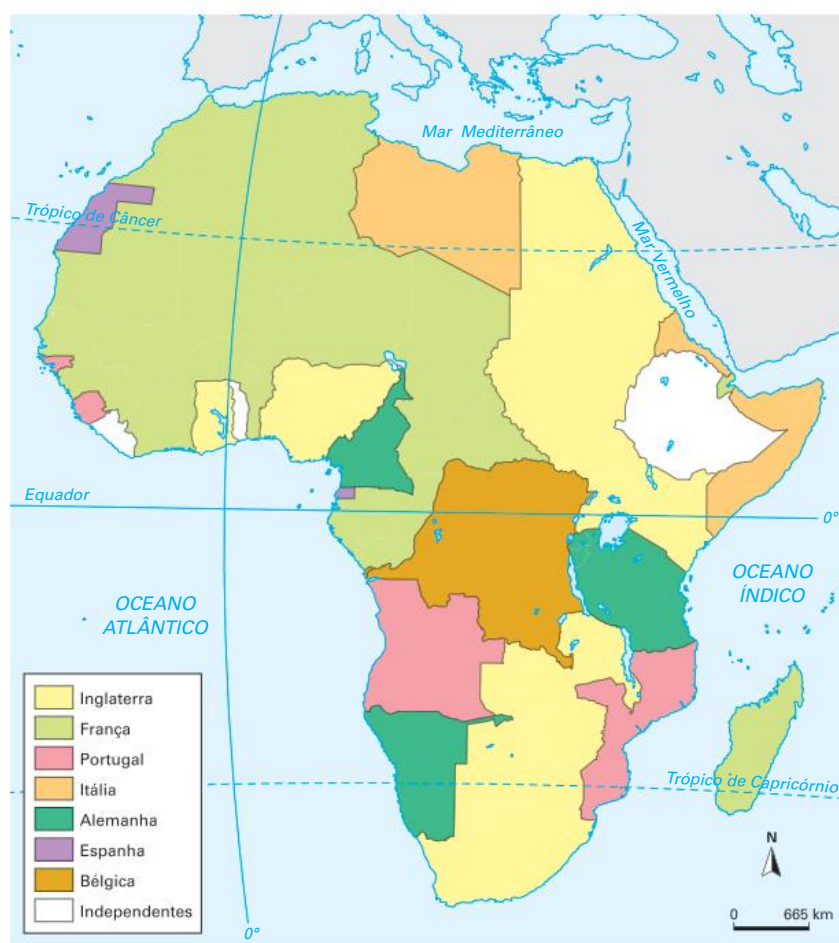 Mar Mediterrâneo
Trópico de Câncer
Mar Vermelho
Equador
0°
OCEANO
ATLÂNTICO
OCEANO
ÍNDICO
Inglaterra
França
Portugal
Itália
Alemanha
Espanha
Bélgica
Independentes
Trópico de Capricórnio
N
0 665 km
0°